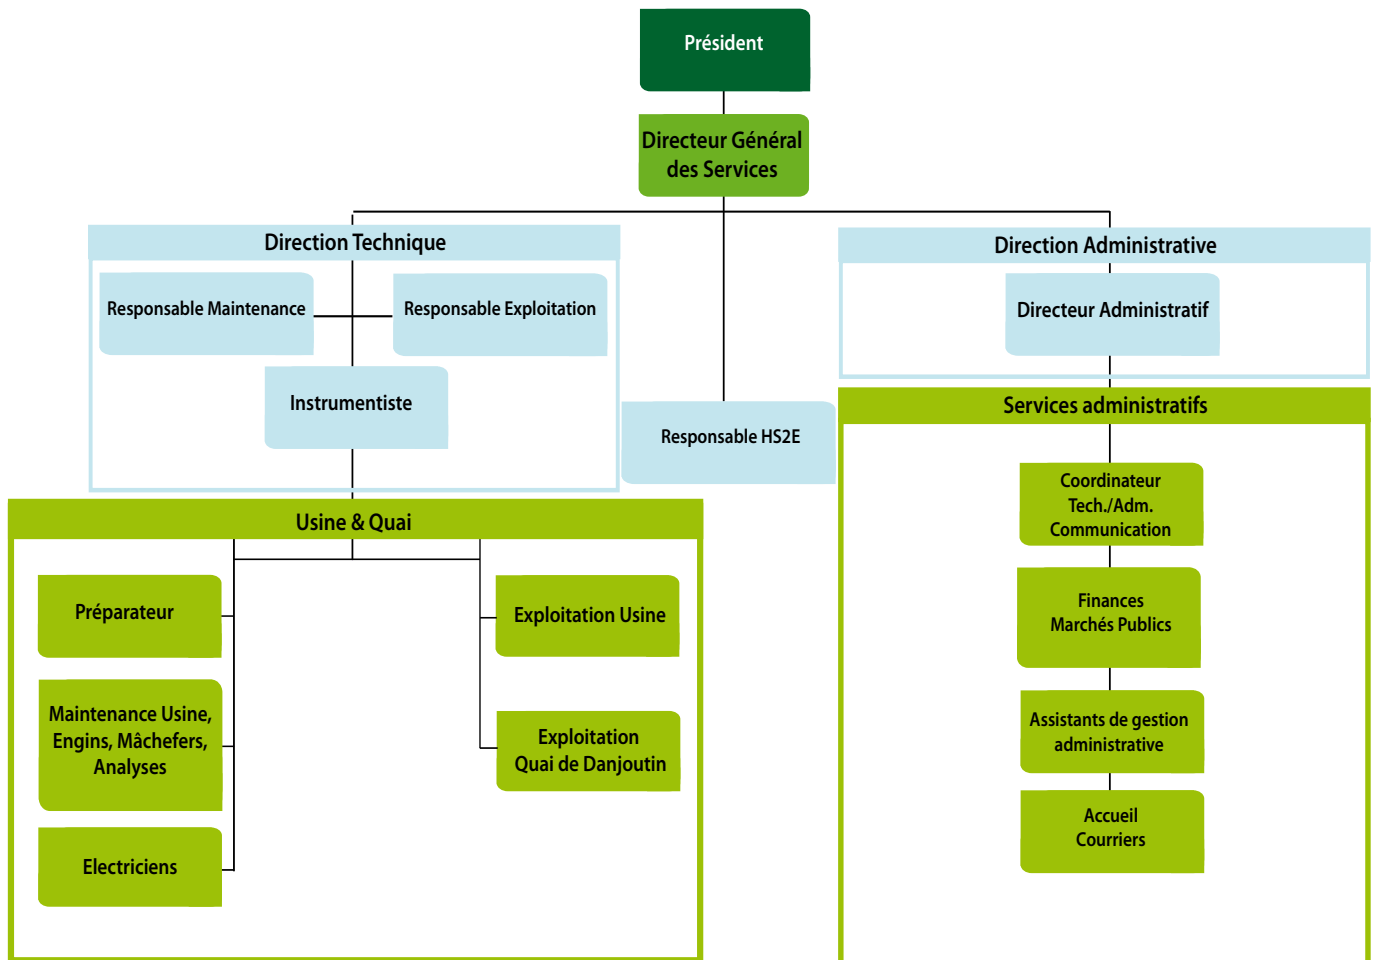 Président
Directeur Général
des Services
Direction Technique
Responsable Maintenance
Responsable Exploitation
Instrumentiste
Responsable HS2E
Direction Administrative
Directeur Administratif
Usine & Quai
Préparateur
Maintenance Usine,
Engins, Mâchefers,
Analyses
Electriciens
Exploitation Usine
Exploitation
Quai de Danjoutin
Services administratifs
Coordinateur
Tech./Adm.
Communication
Finances
Marchés Publics
Assistants de gestion
administrative
Accueil
Courriers